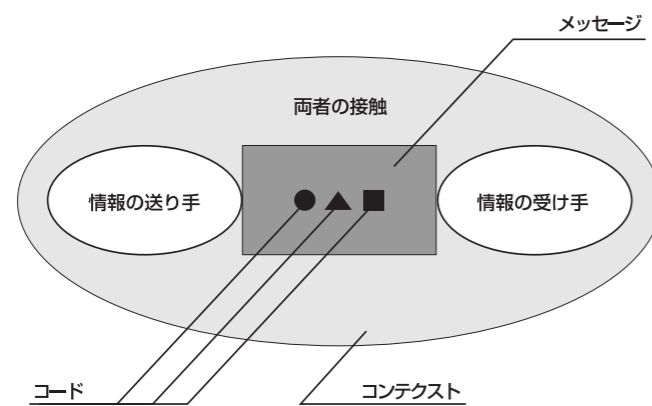 メッセージ
両者の接触
情報の送り手
情報の受け手
コード
コンテクスト